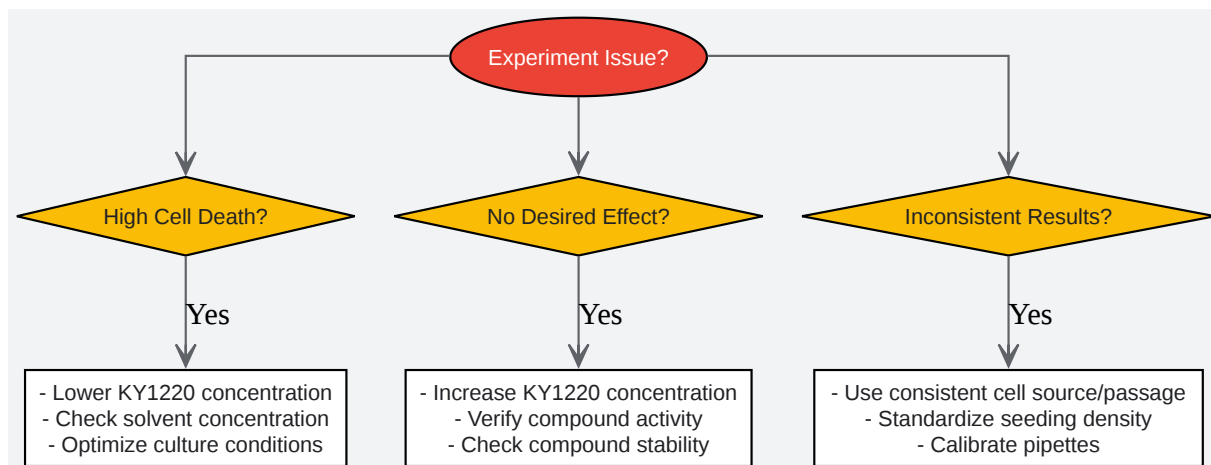 Experiment Issue?
High Cell Death?
No Desired Effect?
Inconsistent Results?
Yes
Yes
Yes
- Lower KY1220 concentration
- Check solvent concentration
- Optimize culture conditions
- Increase KY1220 concentration
- Verify compound activity
- Check compound stability
- Use consistent cell source/passage
- Standardize seeding density
- Calibrate pipettes